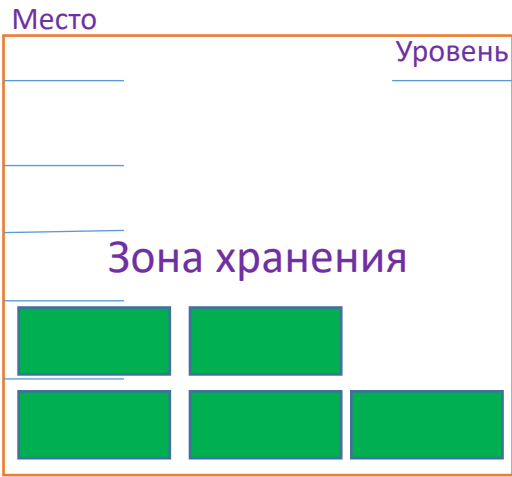 Место
Уровень
Зона хранения